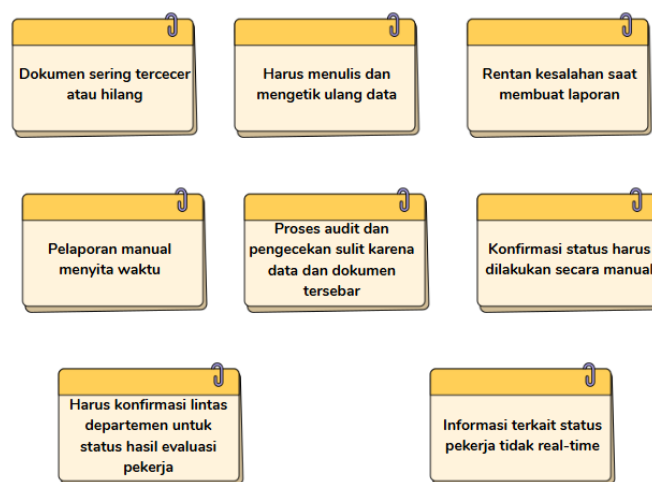 Dokumen sering tercecer
atau hilang
Harus menulis dan
mengetik ulang data
Rentan kesalahan saat
membuat laporan
Pelaporan manual
menyita waktu
Proses audit dan
pengecekan sulit karena
data dan dokumen
tersebar
Konfirmasi status harus
dilakukan secara manual
Harus konfirmasi lintas
departemen untuk
status hasil evaluasi
pekerja
Informasi terkait status
pekerja tidak real-time